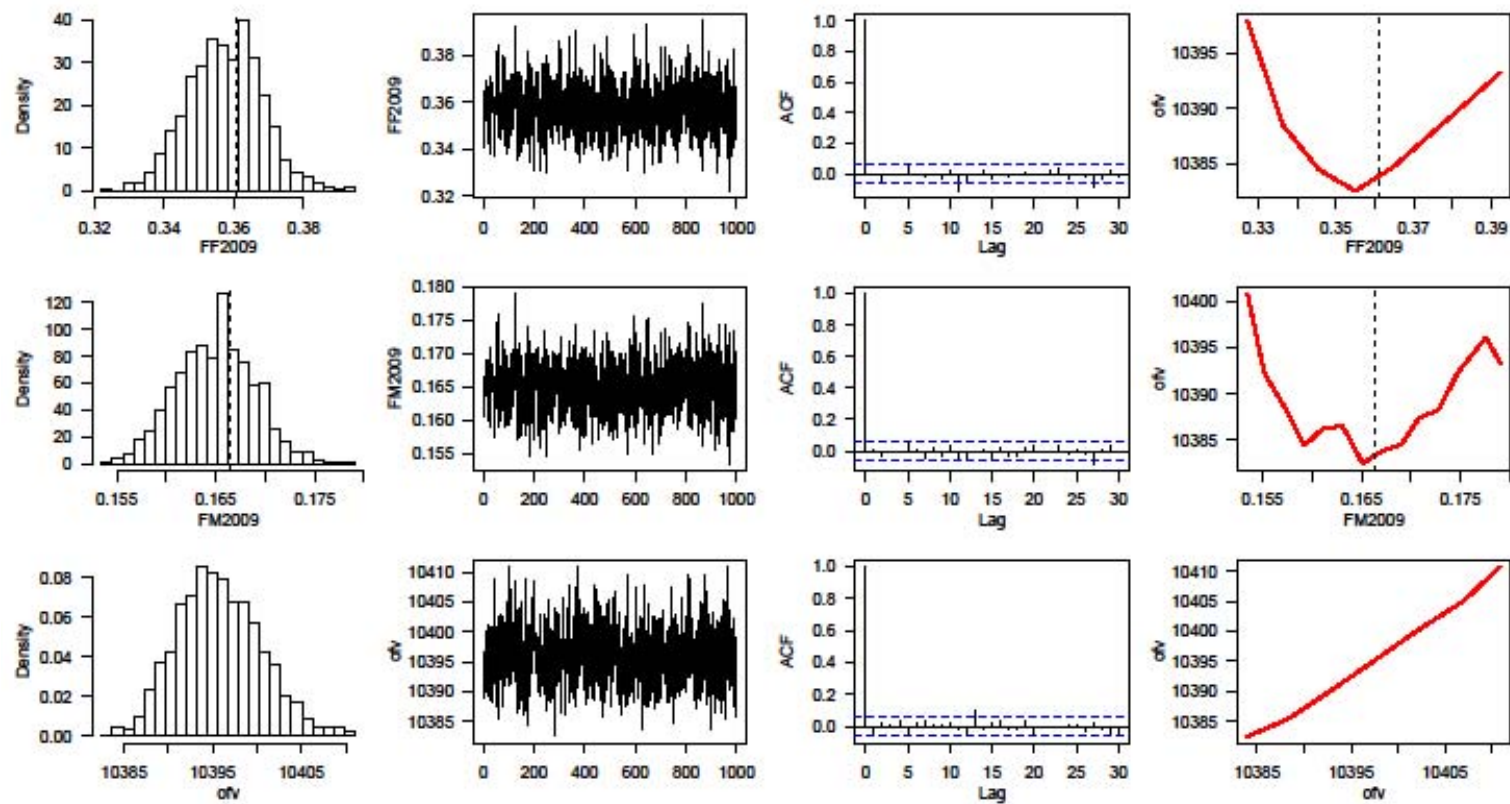 Density
40
30
20
10
0
0.32 0.34 0.36 0.38
FF2009
FF2009
0.38
0.36
0.34
0.32
0 200 400 600 800 1000
ACF
1.0
0.8
0.6
0.4
0.2
0.0
0 5 10 15 20 25 30
Lag
ofv
10395
10390
10385
0.33 0.35 0.37 0.39
FF2009
Density
120
100
80
60
40
20
0
0.155 0.165 0.175
FM2009
FM2009
0.180
0.175
0.170
0.165
0.160
0.155
0 200 400 600 800 1000
ACF
1.0
0.8
0.6
0.4
0.2
0.0
0 5 10 15 20 25 30
Lag
ofv
10400
10395
10390
10385
0.155 0.165 0.175
FM2009
Density
0.08
0.06
0.04
0.02
0.00
10385 10395 10405
ofv
ofv
10410
10405
10400
10395
10390
10385
0 200 400 600 800 1000
ACF
1.0
0.8
0.6
0.4
0.2
0.0
0 5 10 15 20 25 30
Lag
ofv
10410
10405
10400
10395
10390
10385
10385 10395 10405
ofv